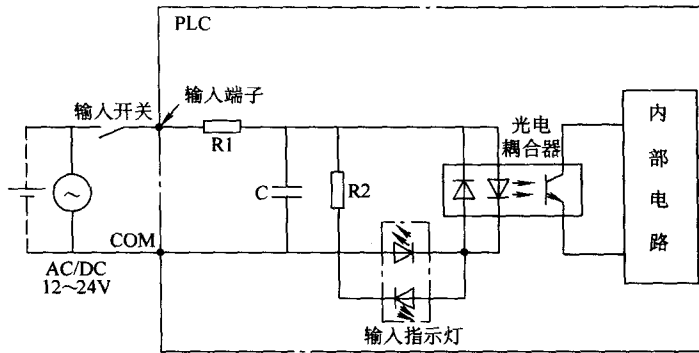 PLC
输入端子
输入开关
R1
光电
耦合器
内部电路
C
R2
~
COM
AC/DC
12～24V
输入指示灯